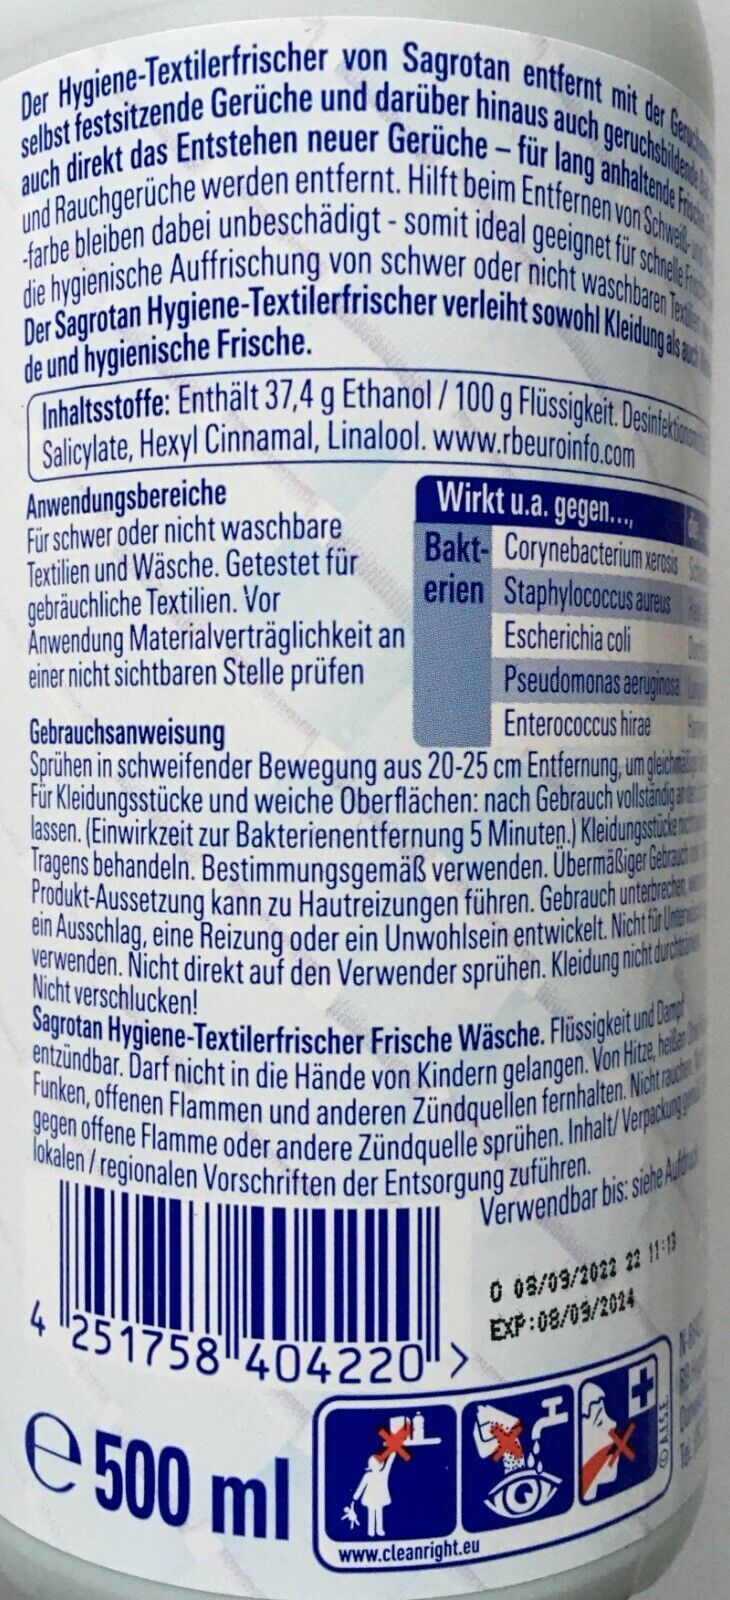 Der Hygiene-Textilerfrischer von Sagrotan entfernt mit der
selbst festsitzende Gerüche und darüber hinaus auch geruchsbildende
auch direkt das Entstehen neuer Gerüche – für lang anhaltende Frische
und Rauchgerüche werden entfernt. Hilft beim Entfernen von Schweiß-
-farbe bleiben dabei unbeschädigt - somit ideal geeignet für schnelle
die hygienische Auffrischung von schwer oder nicht waschbaren
Der Sagrotan Hygiene-Textilerfrischer verleiht sowohl Kleidung als auch
de und hygienische Frische.
Inhaltsstoffe: Enthält 37,4 g Ethanol / 100 g Flüssigkeit.
Salicylate, Hexyl Cinnamal, Linalool. www.rbeuroinfo.com
Anwendungsbereiche
Für schwer oder nicht waschbare
Textilien und Wäsche. Getestet für
gebräuchliche Textilien. Vor
Anwendung Materialverträglichkeit an
einer nicht sichtbaren Stelle prüfen
Wirkt u.a. gegen...,
Bakt-
erien
Corynebacterium xerosis
Staphylococcus aureus
Escherichia coli
Pseudomonas aeruginosa
Enterococcus hirae
Gebrauchsanweisung
Sprühen in schweifender Bewegung aus 20-25 cm Entfernung, um
Für Kleidungsstücke und weiche Oberflächen: nach Gebrauch vollständig
lassen. (Einwirkzeit zur Bakterienentfernung 5 Minuten.) Kleidungsstücke
Tragens behandeln. Bestimmungsgemäß verwenden. Übermäßiger Gebrauch
Produkt-Aussetzung kann zu Hautreizungen führen. Gebrauch unterbrechen,
ein Ausschlag, eine Reizung oder ein Unwohlsein entwickelt. Nicht für
verwenden. Nicht direkt auf den Verwender sprühen. Kleidung nicht
Nicht verschlucken!
Sagrotan Hygiene-Textilerfrischer Frische Wäsche. Flüssigkeit und Dampf
entzündbar. Darf nicht in die Hände von Kindern gelangen. Von Hitze, heißen
Funken, offenen Flammen und anderen Zündquellen fernhalten. Nicht rauchen.
gegen offene Flamme oder andere Zündquelle sprühen. Inhalt/ Verpackung
lokalen / regionalen Vorschriften der Entsorgung zuführen.
Verwendbar bis: siehe Aufdruck
O 08/09/2022 22 11:13
EXP:08/09/2024
4 251758 404220 >
e 500 ml
www.cleanright.eu
©AISE